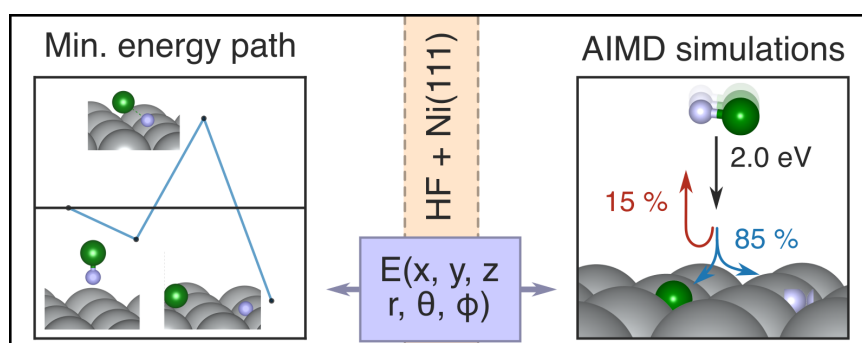 Min. energy path
HF + Ni(111)
AIMD simulations
2.0 eV
15 %
85 %
E(x, y, z
r, θ, ϕ)